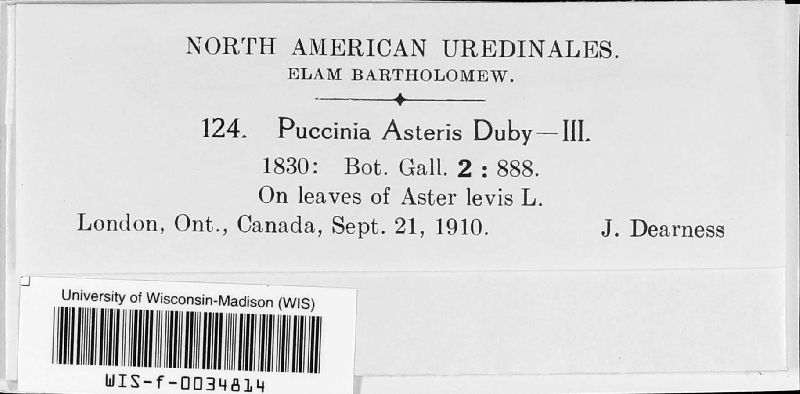 NORTH AMERICAN UREDINALES.
ELAM BARTHOLOMEW.
124. Puccinia Asteris Duby—III.
1830: Bot. Gall. 2 : 888.
On leaves of Aster levis L.
London, Ont., Canada, Sept. 21, 1910. J. Dearness
University of Wisconsin-Madison (WIS)
WIS-f-0034814